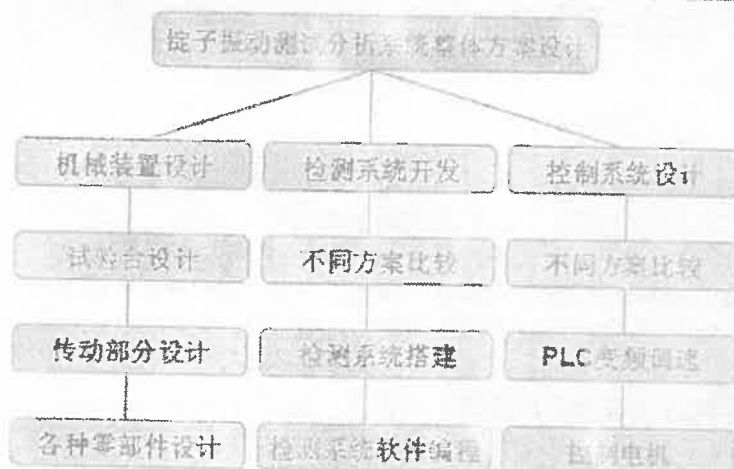 掟子振动测试分析系统整体方案设计
机械装置设计 检测系统开发 控制系统设计
试验台设计 不同方案比较 不同方案比较
传动部分设计 检测系统搭建 PLC变频调速
各种零部件设计 检测系统软件编程 控制电机